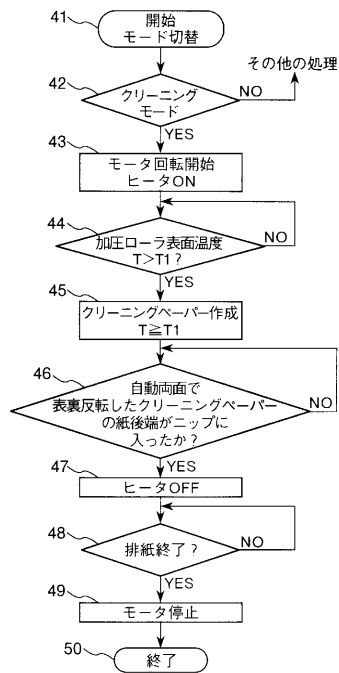 41
開始
モード切替
その他の処理
42
クリーニング
モード
NO
YES
43
モータ回転開始
ヒータON
44
加圧ローラ表面温度
T>T1?
NO
YES
45
クリーニングペーパー作成
T≧T1
46
自動両面で
表裏反転したクリーニングペーパー
の紙後端がニップに
入ったか?
NO
YES
47
ヒータOFF
48
排紙終了?
NO
YES
49
モータ停止
50
終了